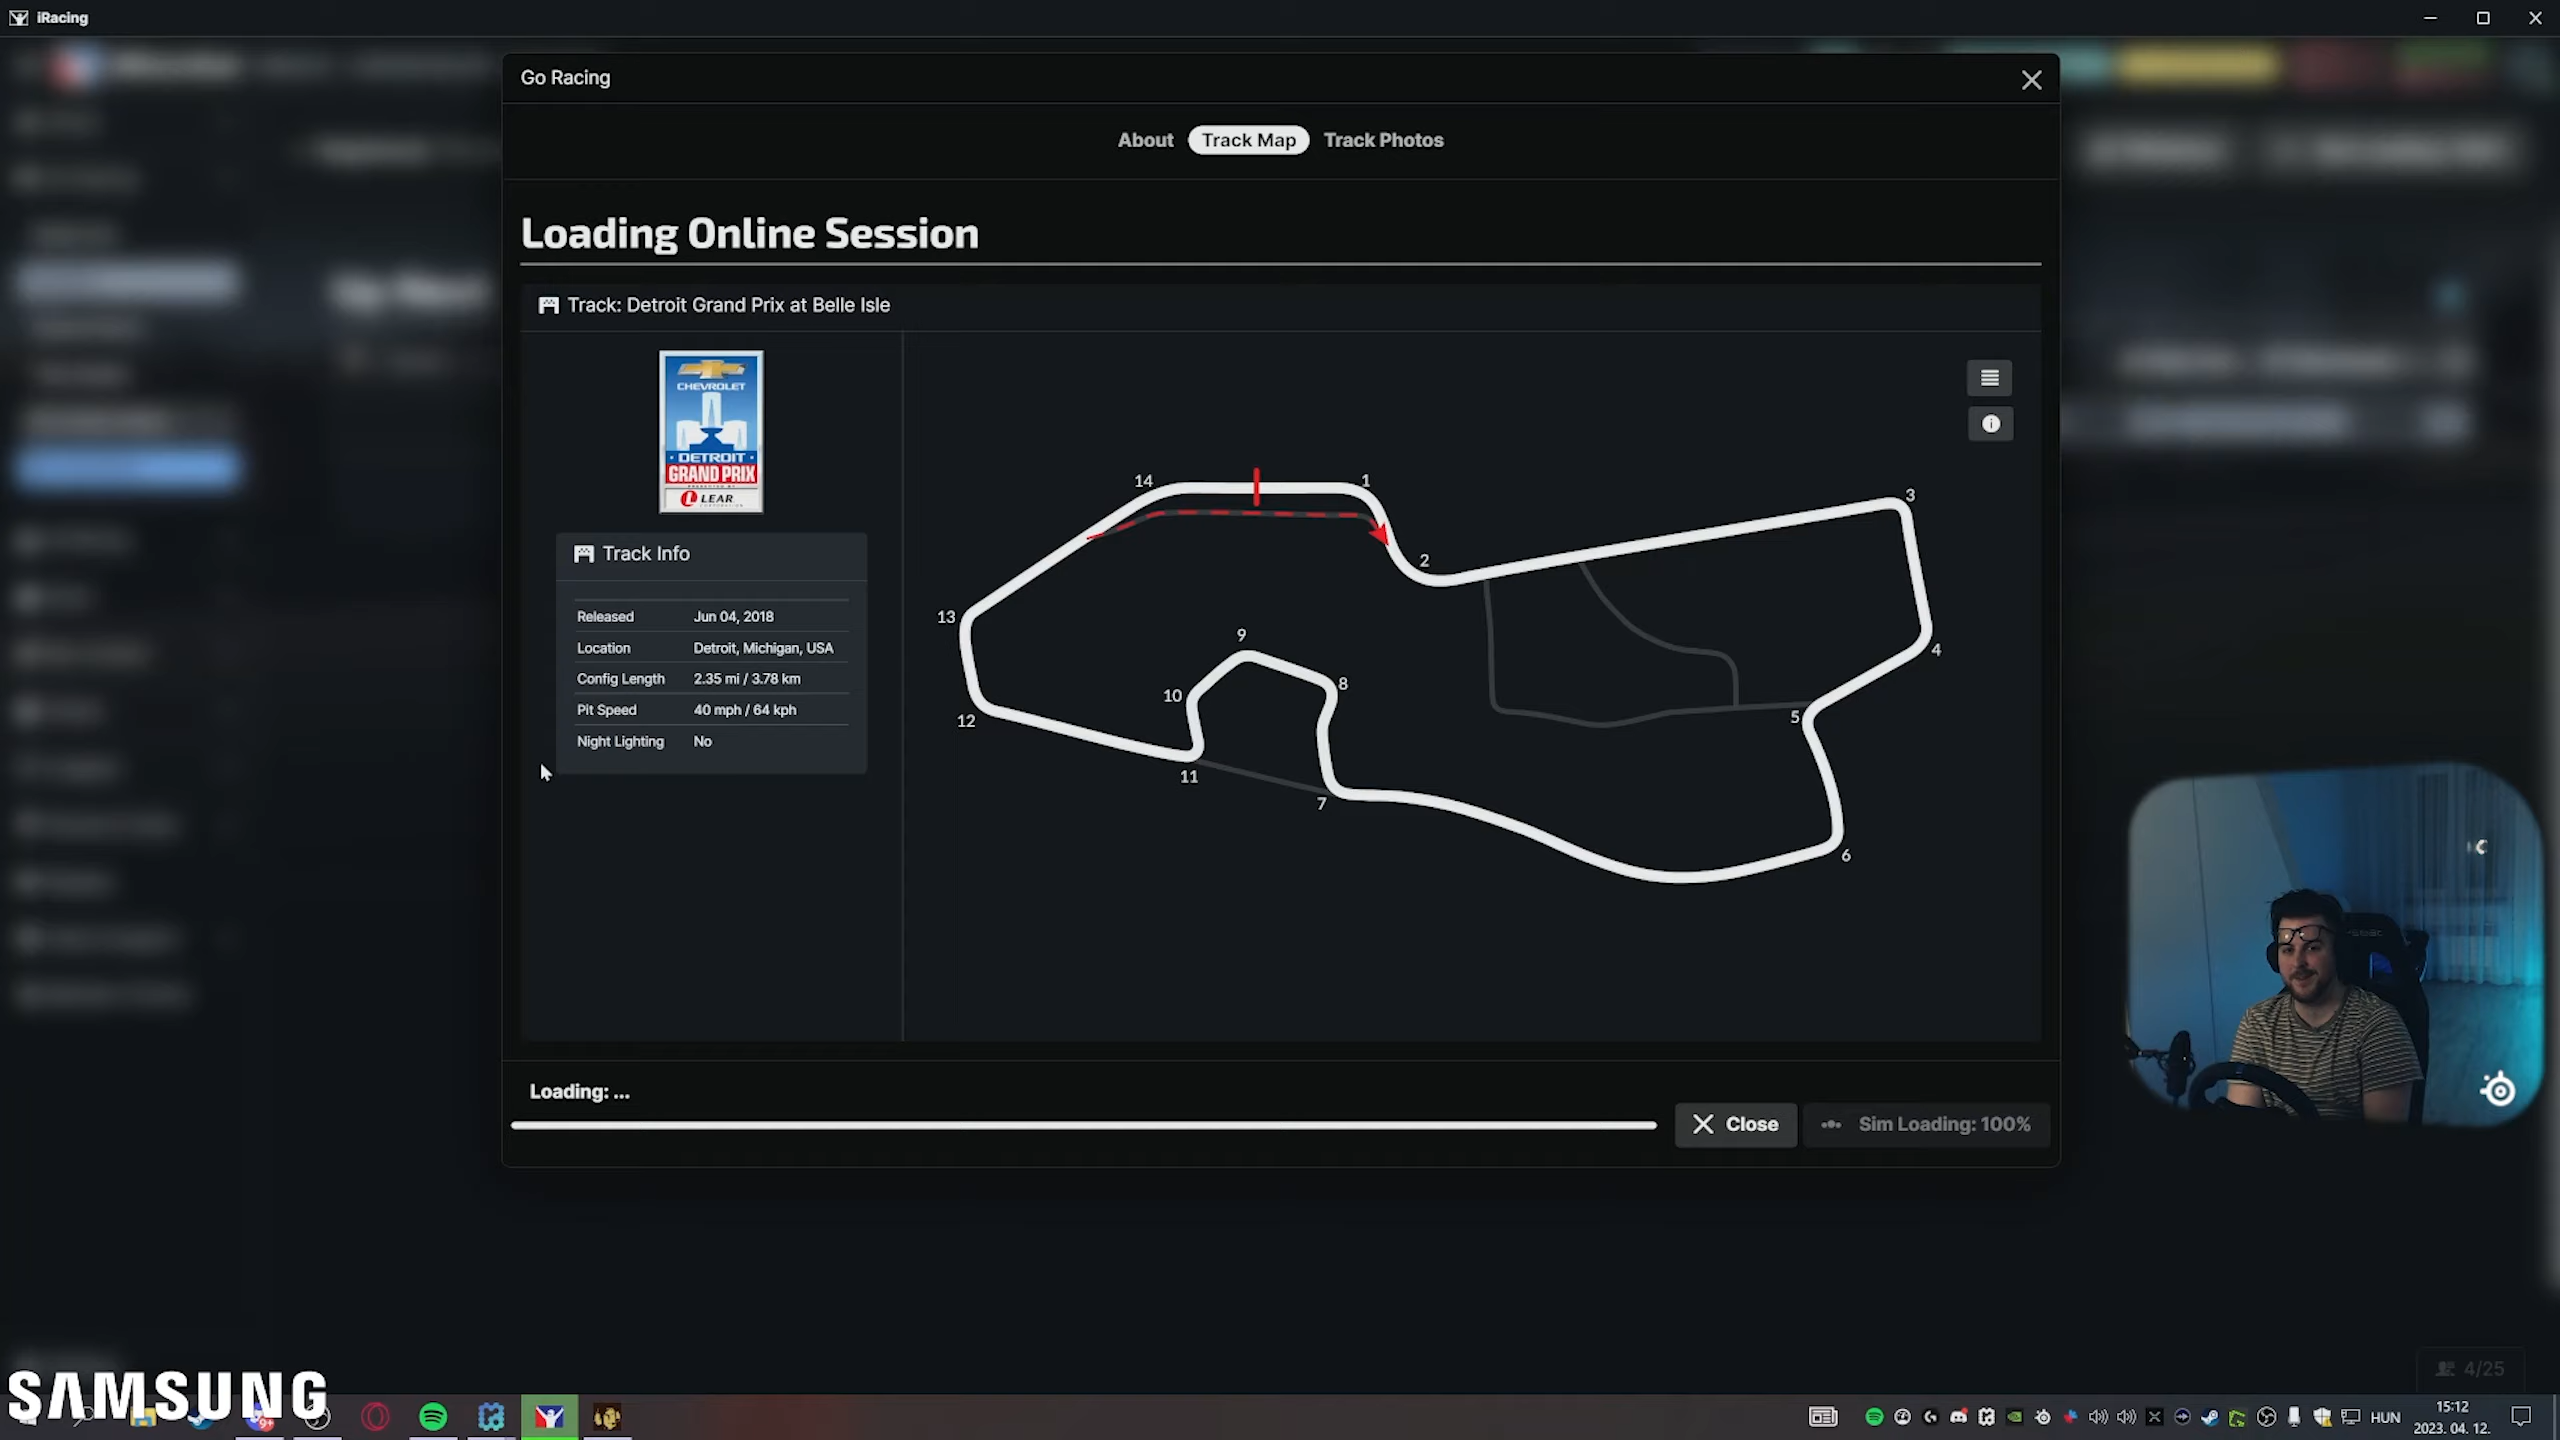 iRacing
Go Racing
About Track Map Track Photos
Loading Online Session
Track: Detroit Grand Prix at Belle Isle
CHEVROLET
DETROIT
GRAND PRIX
LEAR
Track Info
Released Jun 04, 2018
Location Detroit, Michigan, USA
Config Length 2.35 mi / 3.78 km
Pit Speed 40 mph / 64 kph
Night Lighting No
14
1
3
2
13
9
4
8
10
5
12
11
7
6
Loading: ...
Close
Sim Loading: 100%
4/25
SAMSUNG
9+
HUN
15:12
2023. 04. 12.